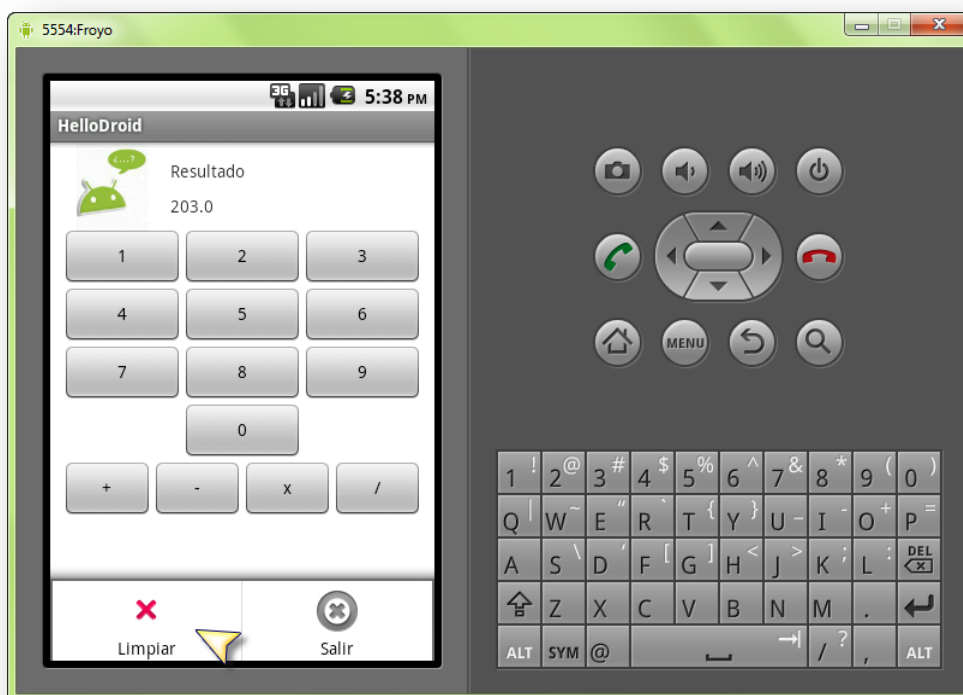 5554:Froyo
3G 5:38 PM
HelloDroid
¿...?
Resultado
203.0
1 2 3
4 5 6
7 8 9
0
+ - x /
Limpiar Salir
MENU
1 ! 2 @ 3 # 4 $ 5 % 6 ^ 7 & 8 * 9 ( 0 )
Q | W ~ E “ R ` T { Y } U _ I - O + P =
A S \ D ‘ F [ G ] H < J > K ; L : DEL
Z X C V B N M .
ALT SYM @ / ? , ALT